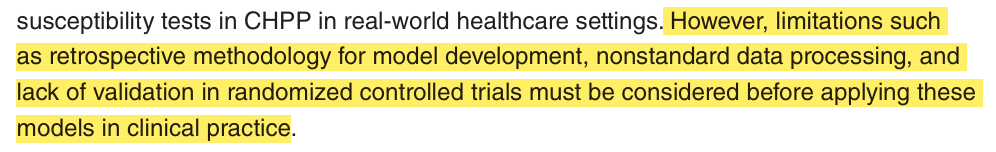 susceptibility tests in CHPP in real-world healthcare settings. However, limitations such
as retrospective methodology for model development, nonstandard data processing, and
lack of validation in randomized controlled trials must be considered before applying these
models in clinical practice.